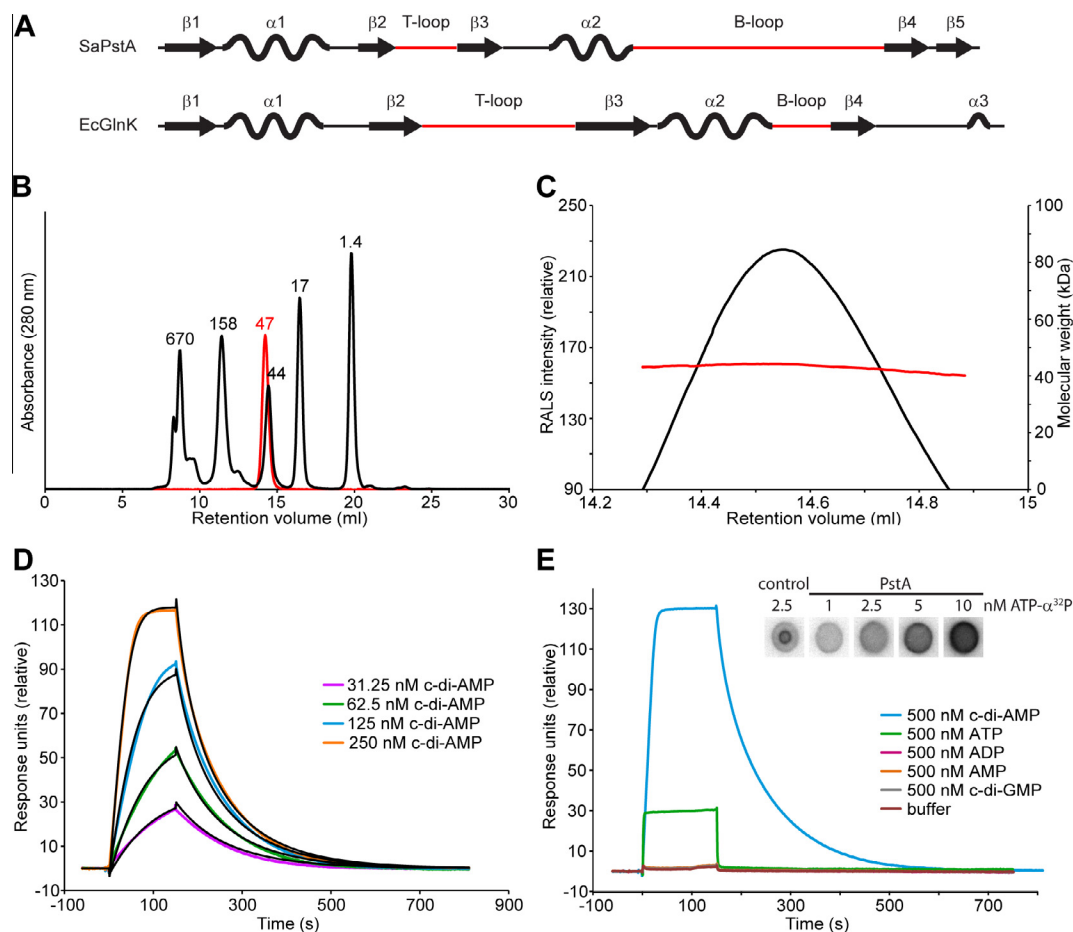 A
β1 α1 β2 T-loop β3 α2 B-loop β4 β5
SaPstA
β1 α1 β2 T-loop β3 α2 B-loop β4 α3
EcGlnK
B
Absorbance (280 nm)
670 158 47 44 17 1.4
0 5 10 15 20 25 30
Retention volume (ml)
C
RALS intensity (relative)
250
210
170
130
90
Molecular weight (kDa)
100
80
60
40
20
0
14.2 14.4 14.6 14.8 15
Retention volume (ml)
D
Response units (relative)
130
110
90
70
50
30
10
-10
31.25 nM c-di-AMP
62.5 nM c-di-AMP
125 nM c-di-AMP
250 nM c-di-AMP
-100 100 300 500 700 900
Time (s)
E
control PstA
2.5 1 2.5 5 10 nM ATP-α³²P
Response units (relative)
130
110
90
70
50
30
10
-10
500 nM c-di-AMP
500 nM ATP
500 nM ADP
500 nM AMP
500 nM c-di-GMP
buffer
-100 100 300 500 700
Time (s)